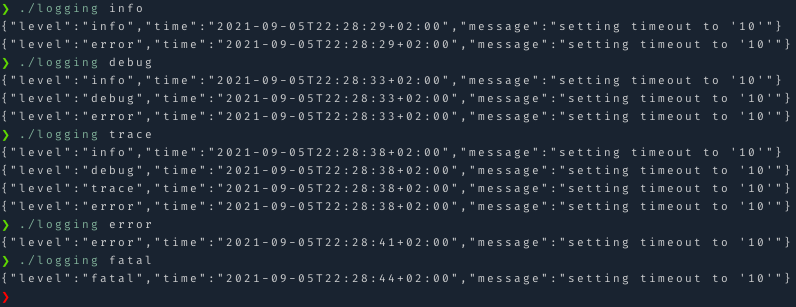 ❯ ./logging info
{"level":"info","time":"2021-09-05T22:28:29+02:00","message":"setting timeout to '10'"}
{"level":"error","time":"2021-09-05T22:28:29+02:00","message":"setting timeout to '10'"}
❯ ./logging debug
{"level":"info","time":"2021-09-05T22:28:33+02:00","message":"setting timeout to '10'"}
{"level":"debug","time":"2021-09-05T22:28:33+02:00","message":"setting timeout to '10'"}
{"level":"error","time":"2021-09-05T22:28:33+02:00","message":"setting timeout to '10'"}
❯ ./logging trace
{"level":"info","time":"2021-09-05T22:28:38+02:00","message":"setting timeout to '10'"}
{"level":"debug","time":"2021-09-05T22:28:38+02:00","message":"setting timeout to '10'"}
{"level":"trace","time":"2021-09-05T22:28:38+02:00","message":"setting timeout to '10'"}
{"level":"error","time":"2021-09-05T22:28:38+02:00","message":"setting timeout to '10'"}
❯ ./logging error
{"level":"error","time":"2021-09-05T22:28:41+02:00","message":"setting timeout to '10'"}
❯ ./logging fatal
{"level":"fatal","time":"2021-09-05T22:28:44+02:00","message":"setting timeout to '10'"}
❯